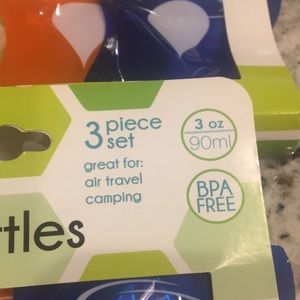 3 piece
set
great for:
air travel
camping
3 oz
90ml
BPA
FREE
ttles